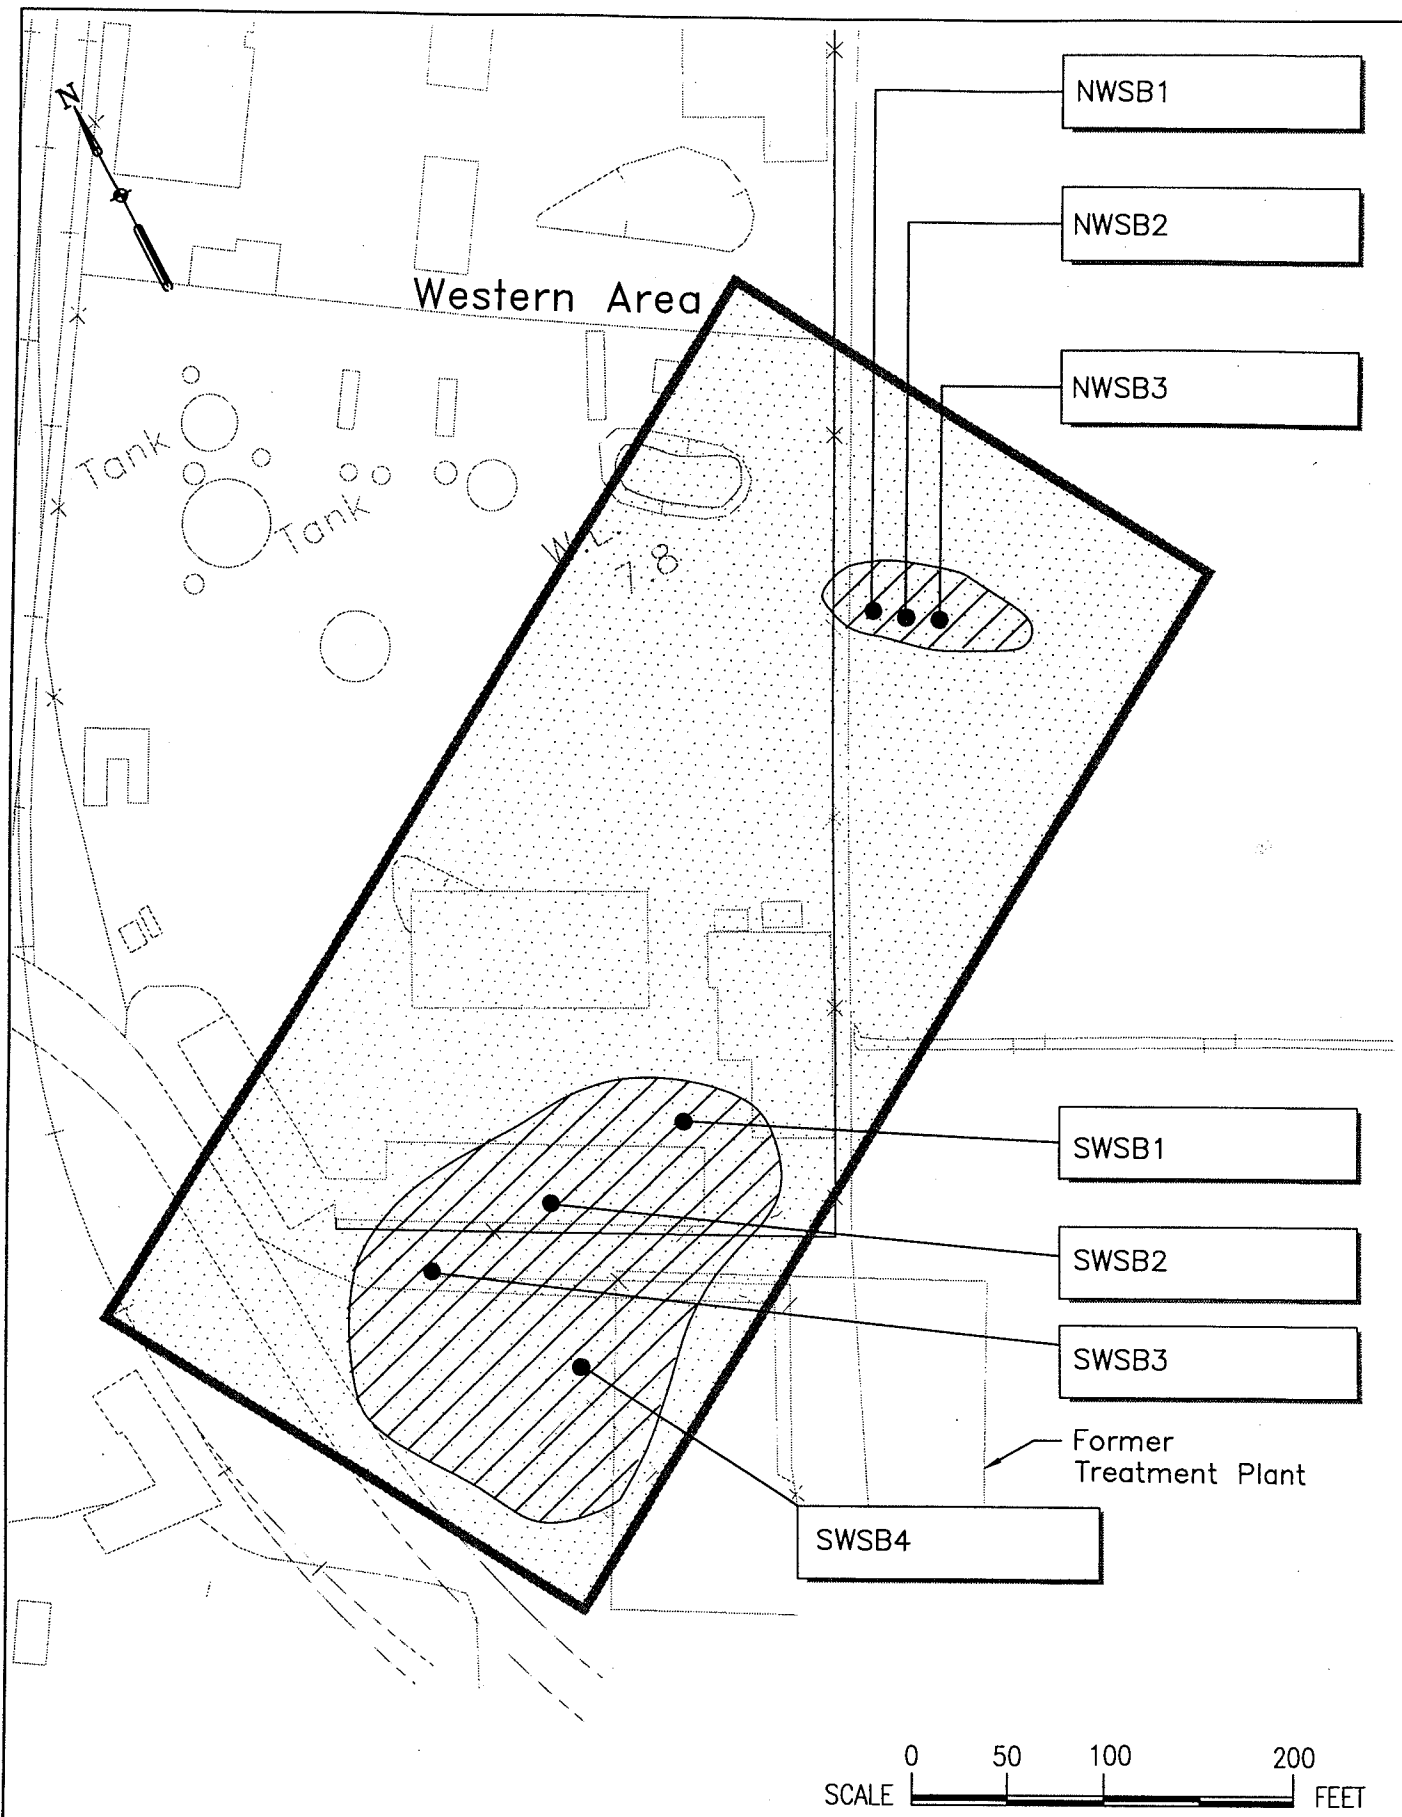 N
NWSB1
NWSB2
Western Area
NWSB3
Tank
Tank
W.L.
7.8
SWSB1
SWSB2
SWSB3
Former
Treatment Plant
SWSB4
0 50 100 200
SCALE FEET